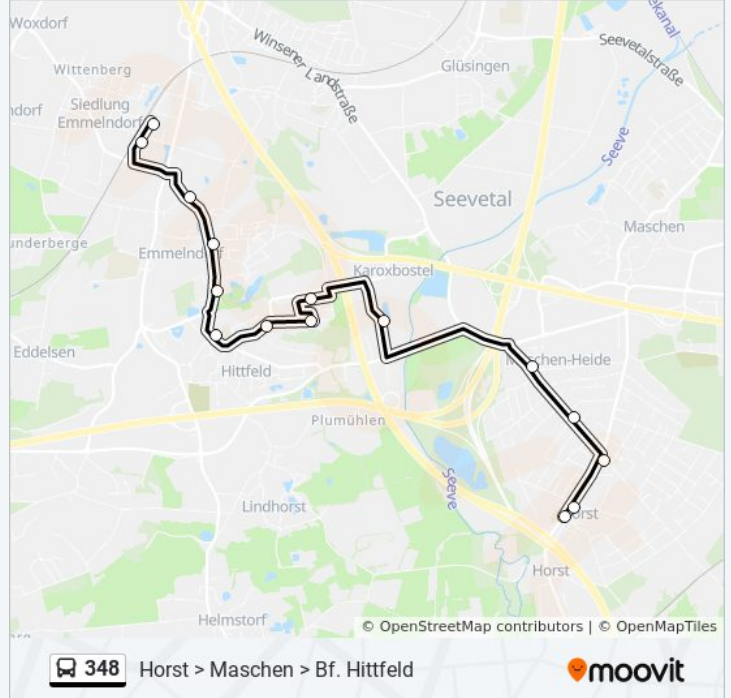 Woxdorf
ekanal
Winsener Landstraße
Seevetalstraße
Glüsingen
Wittenberg
ndorf
Siedlung
Emmelndorf
Seeve
Seevetal
Maschen
underberge
Emmelndorf
Karoxbostel
Eddelsen
Maschen-Heide
Hittfeld
Plumühlen
Seeve
Lindhorst
Horst
Horst
Helmstorf
© OpenStreetMap contributors | © OpenMapTiles
348 Horst > Maschen > Bf. Hittfeld
moovit